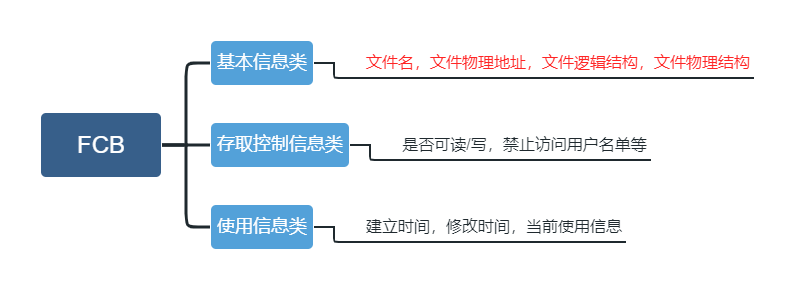 FCB
基本信息类
文件名，文件物理地址，文件逻辑结构，文件物理结构
存取控制信息类
是否可读/写，禁止访问用户名单等
使用信息类
建立时间，修改时间，当前使用信息